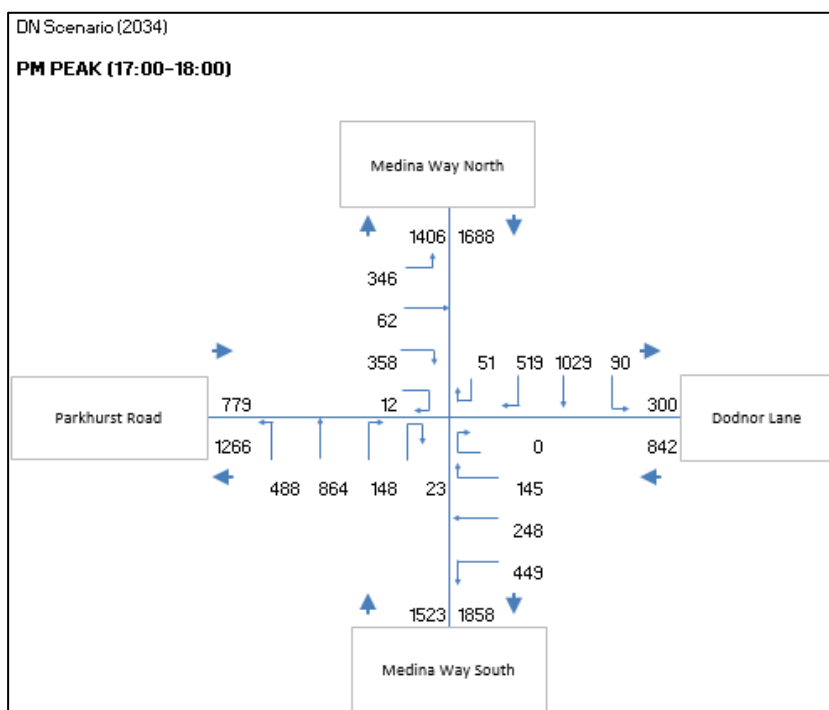 DN Scenario (2034)
PM PEAK (17:00-18:00)
Medina Way North
1406 1688
346
62
358 51 519 1029 90
779 12 300
Parkhurst Road Dodnor Lane
1266 0 842
488 864 148 23 145
248
449
1523 1858
Medina Way South